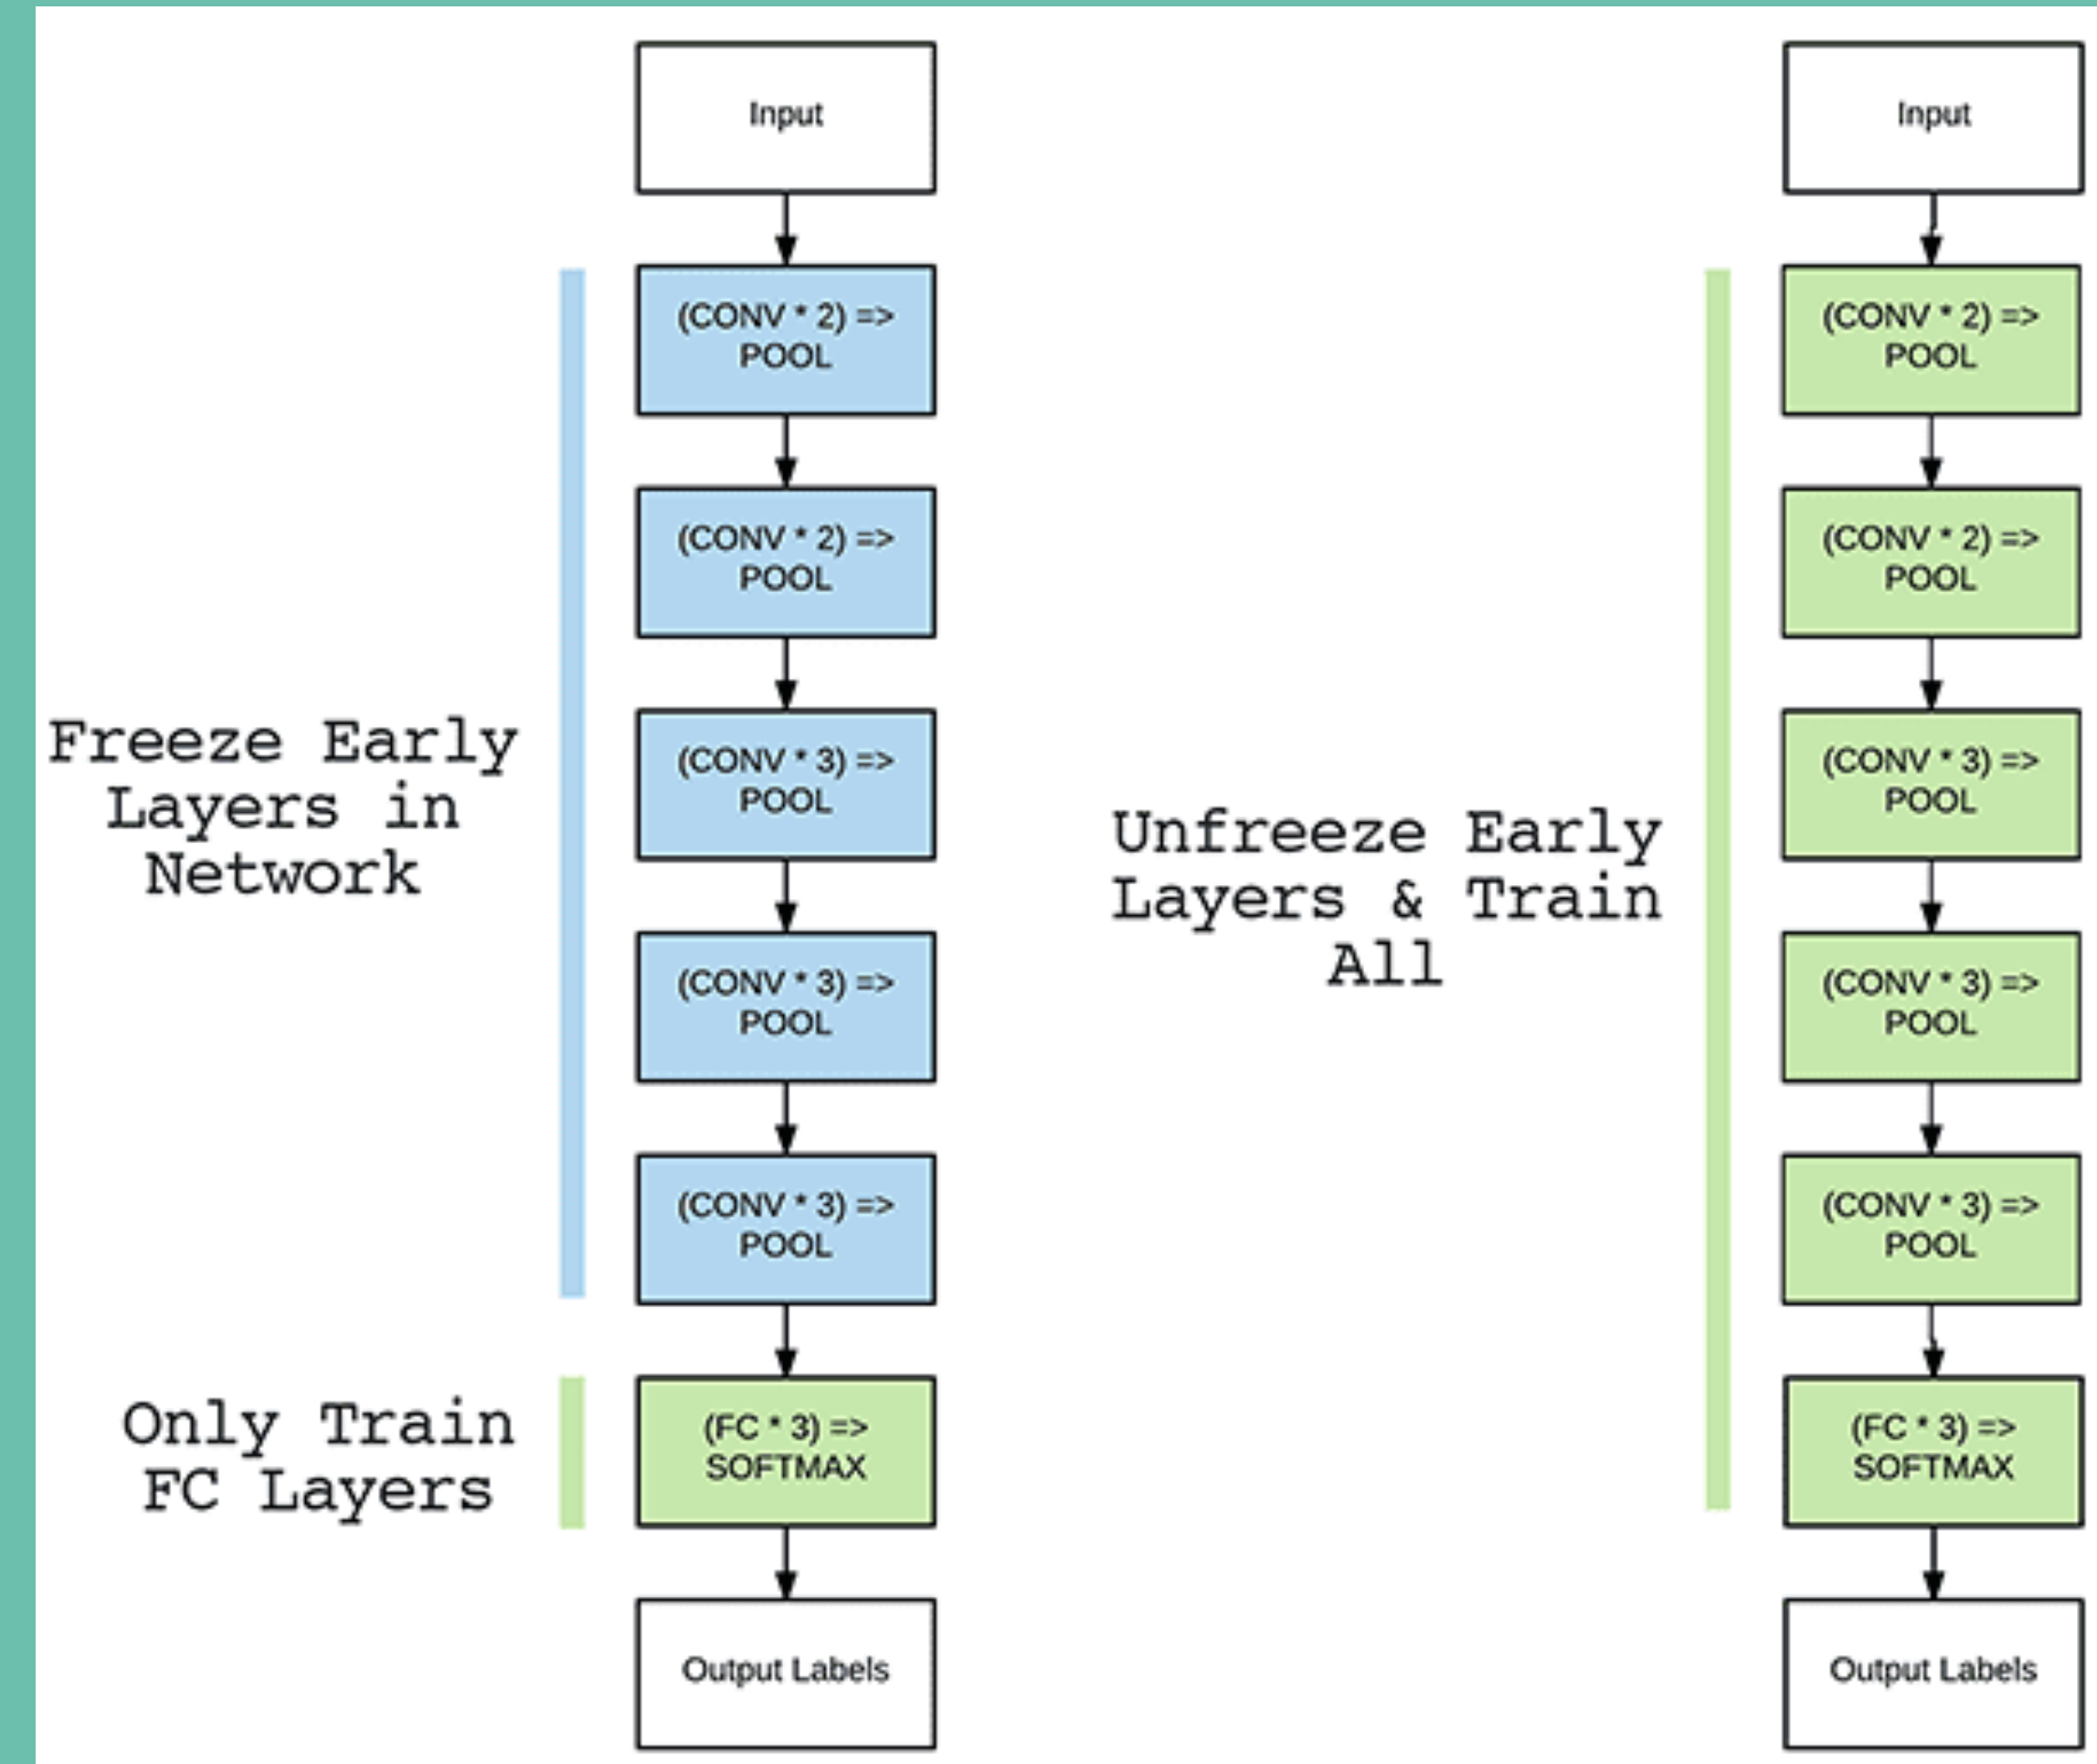 Input
(CONV * 2) =>
POOL
(CONV * 2) =>
POOL
(CONV * 3) =>
POOL
(CONV * 3) =>
POOL
(CONV * 3) =>
POOL
(FC * 3) =>
SOFTMAX
Output Labels
Freeze Early
Layers in
Network
Only Train
FC Layers
Input
(CONV * 2) =>
POOL
(CONV * 2) =>
POOL
(CONV * 3) =>
POOL
(CONV * 3) =>
POOL
(CONV * 3) =>
POOL
(FC * 3) =>
SOFTMAX
Output Labels
Unfreeze Early
Layers & Train
All